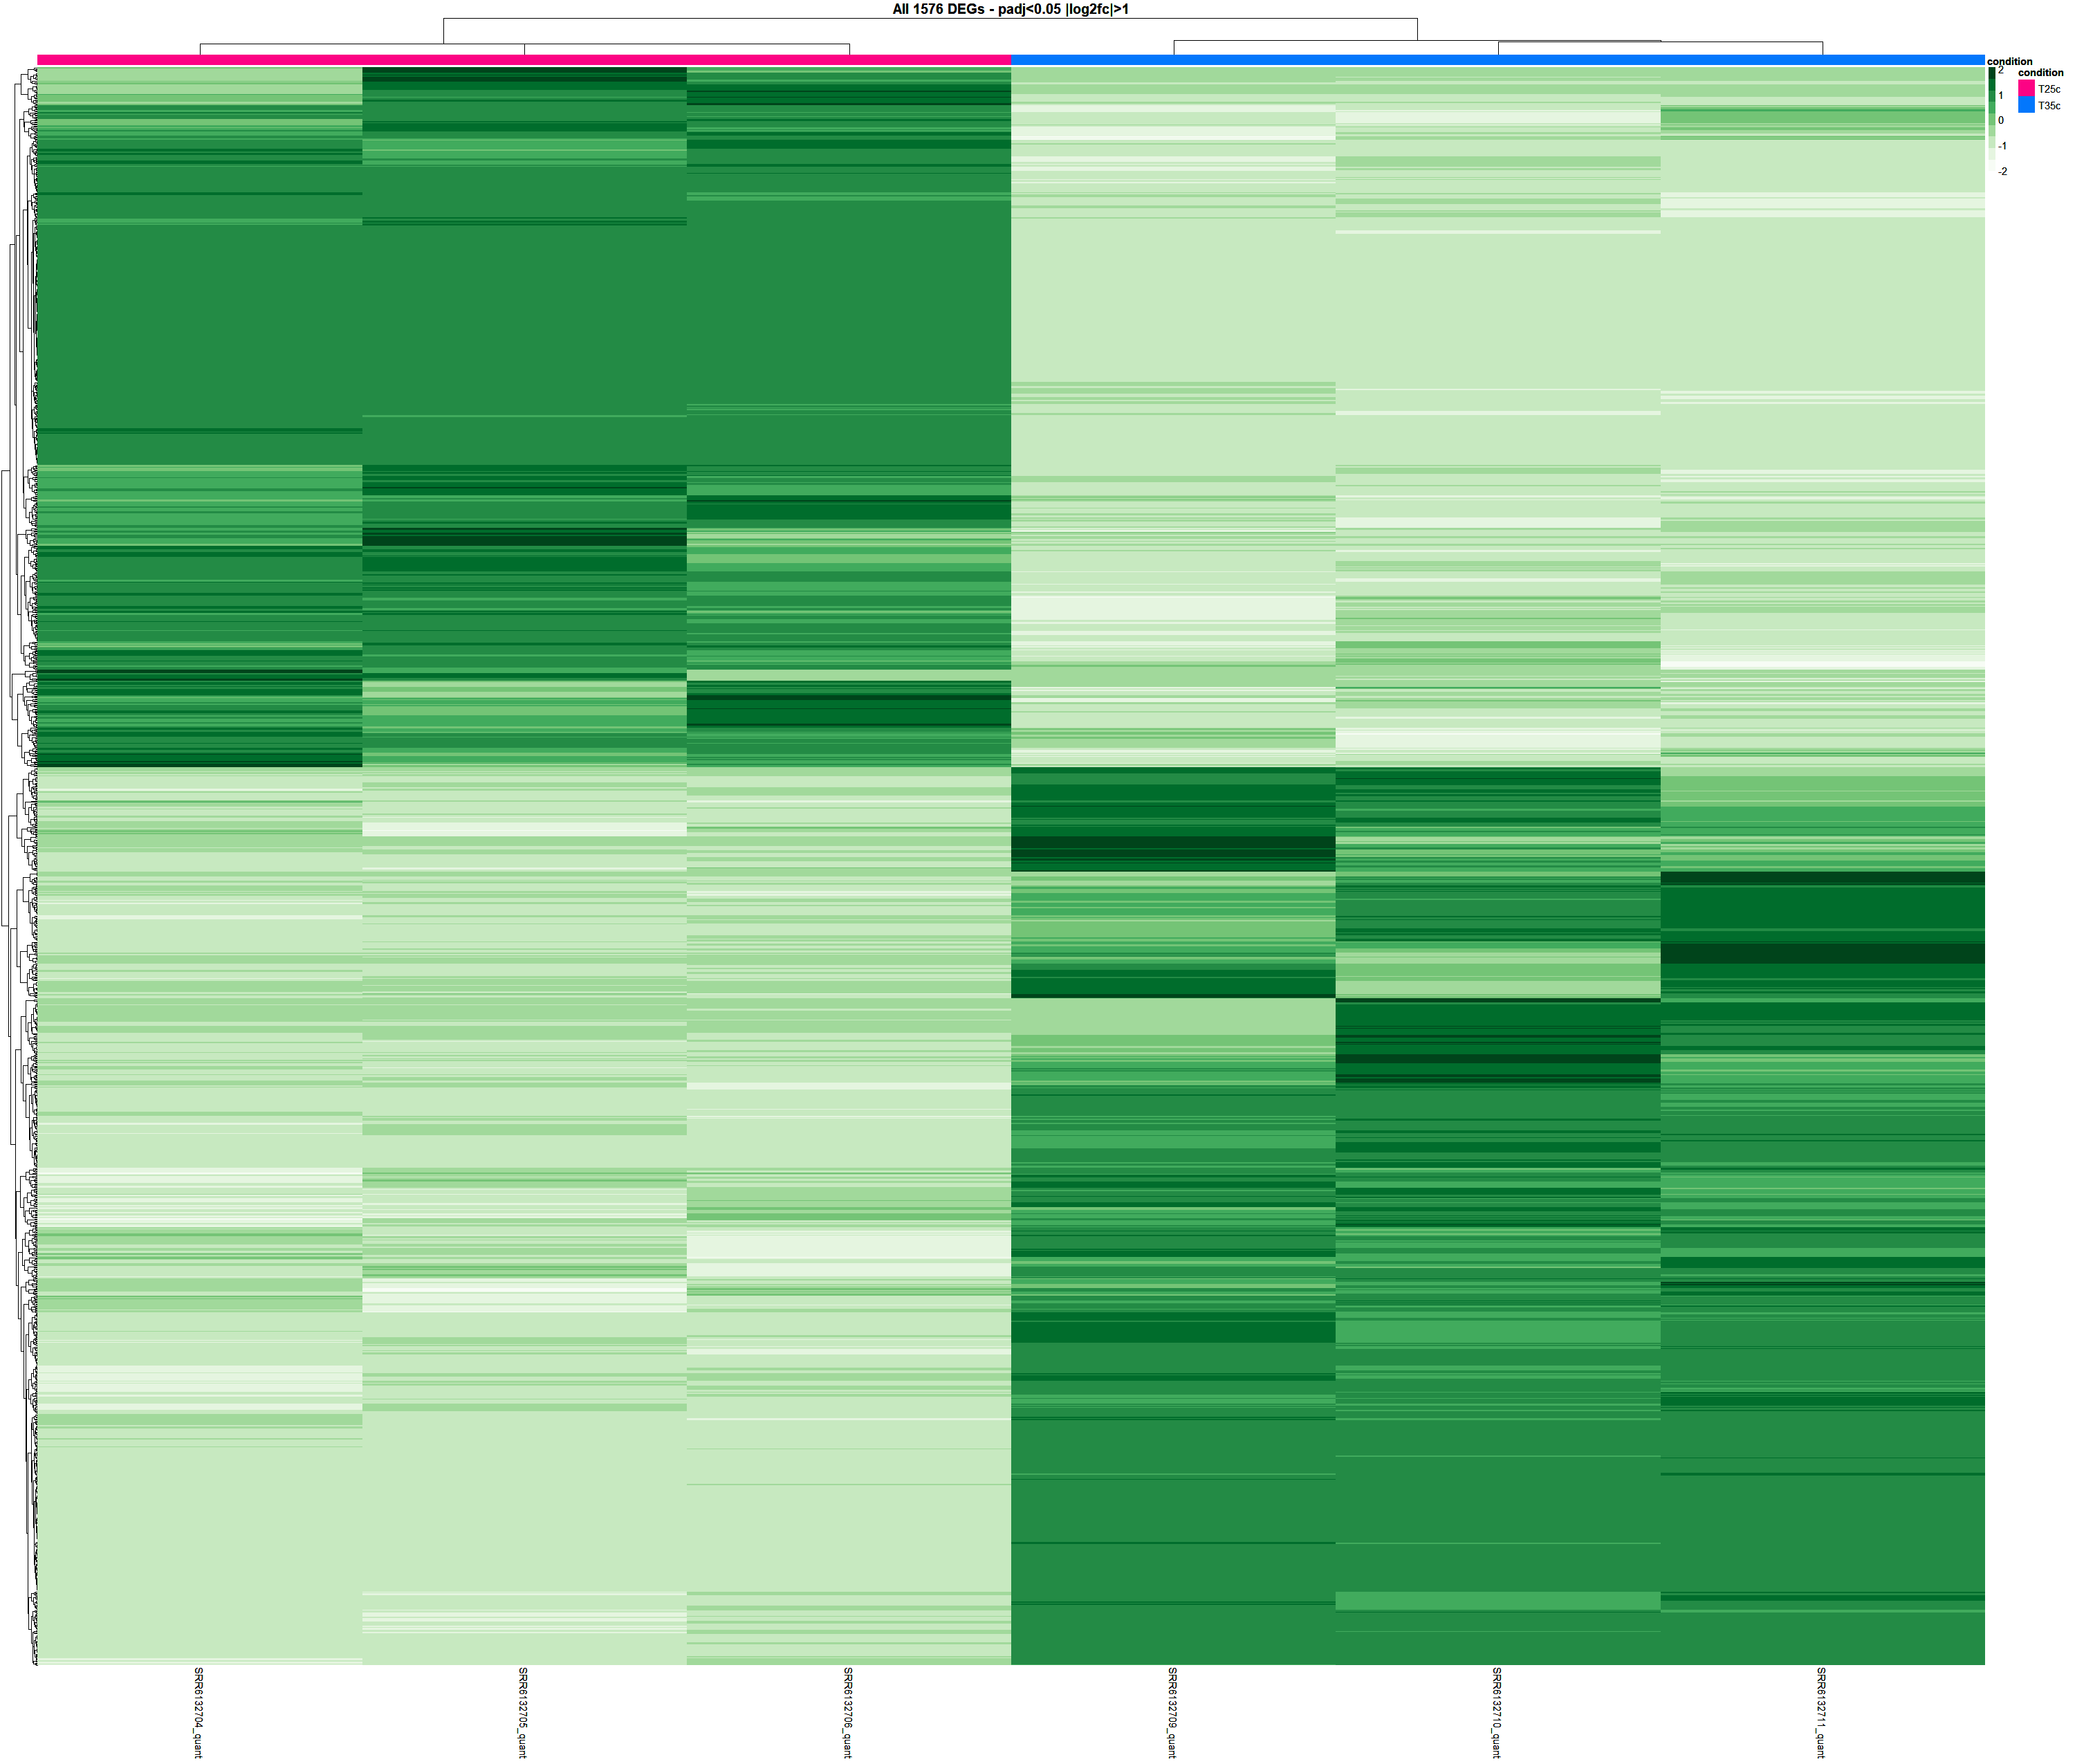 All 1576 DEGs - padj<0.05 |log2fc|>1
condition
2
1
0
-1
-2
condition
T25c
T35c
SRR6132704_quant
SRR6132705_quant
SRR6132706_quant
SRR6132709_quant
SRR6132710_quant
SRR6132711_quant